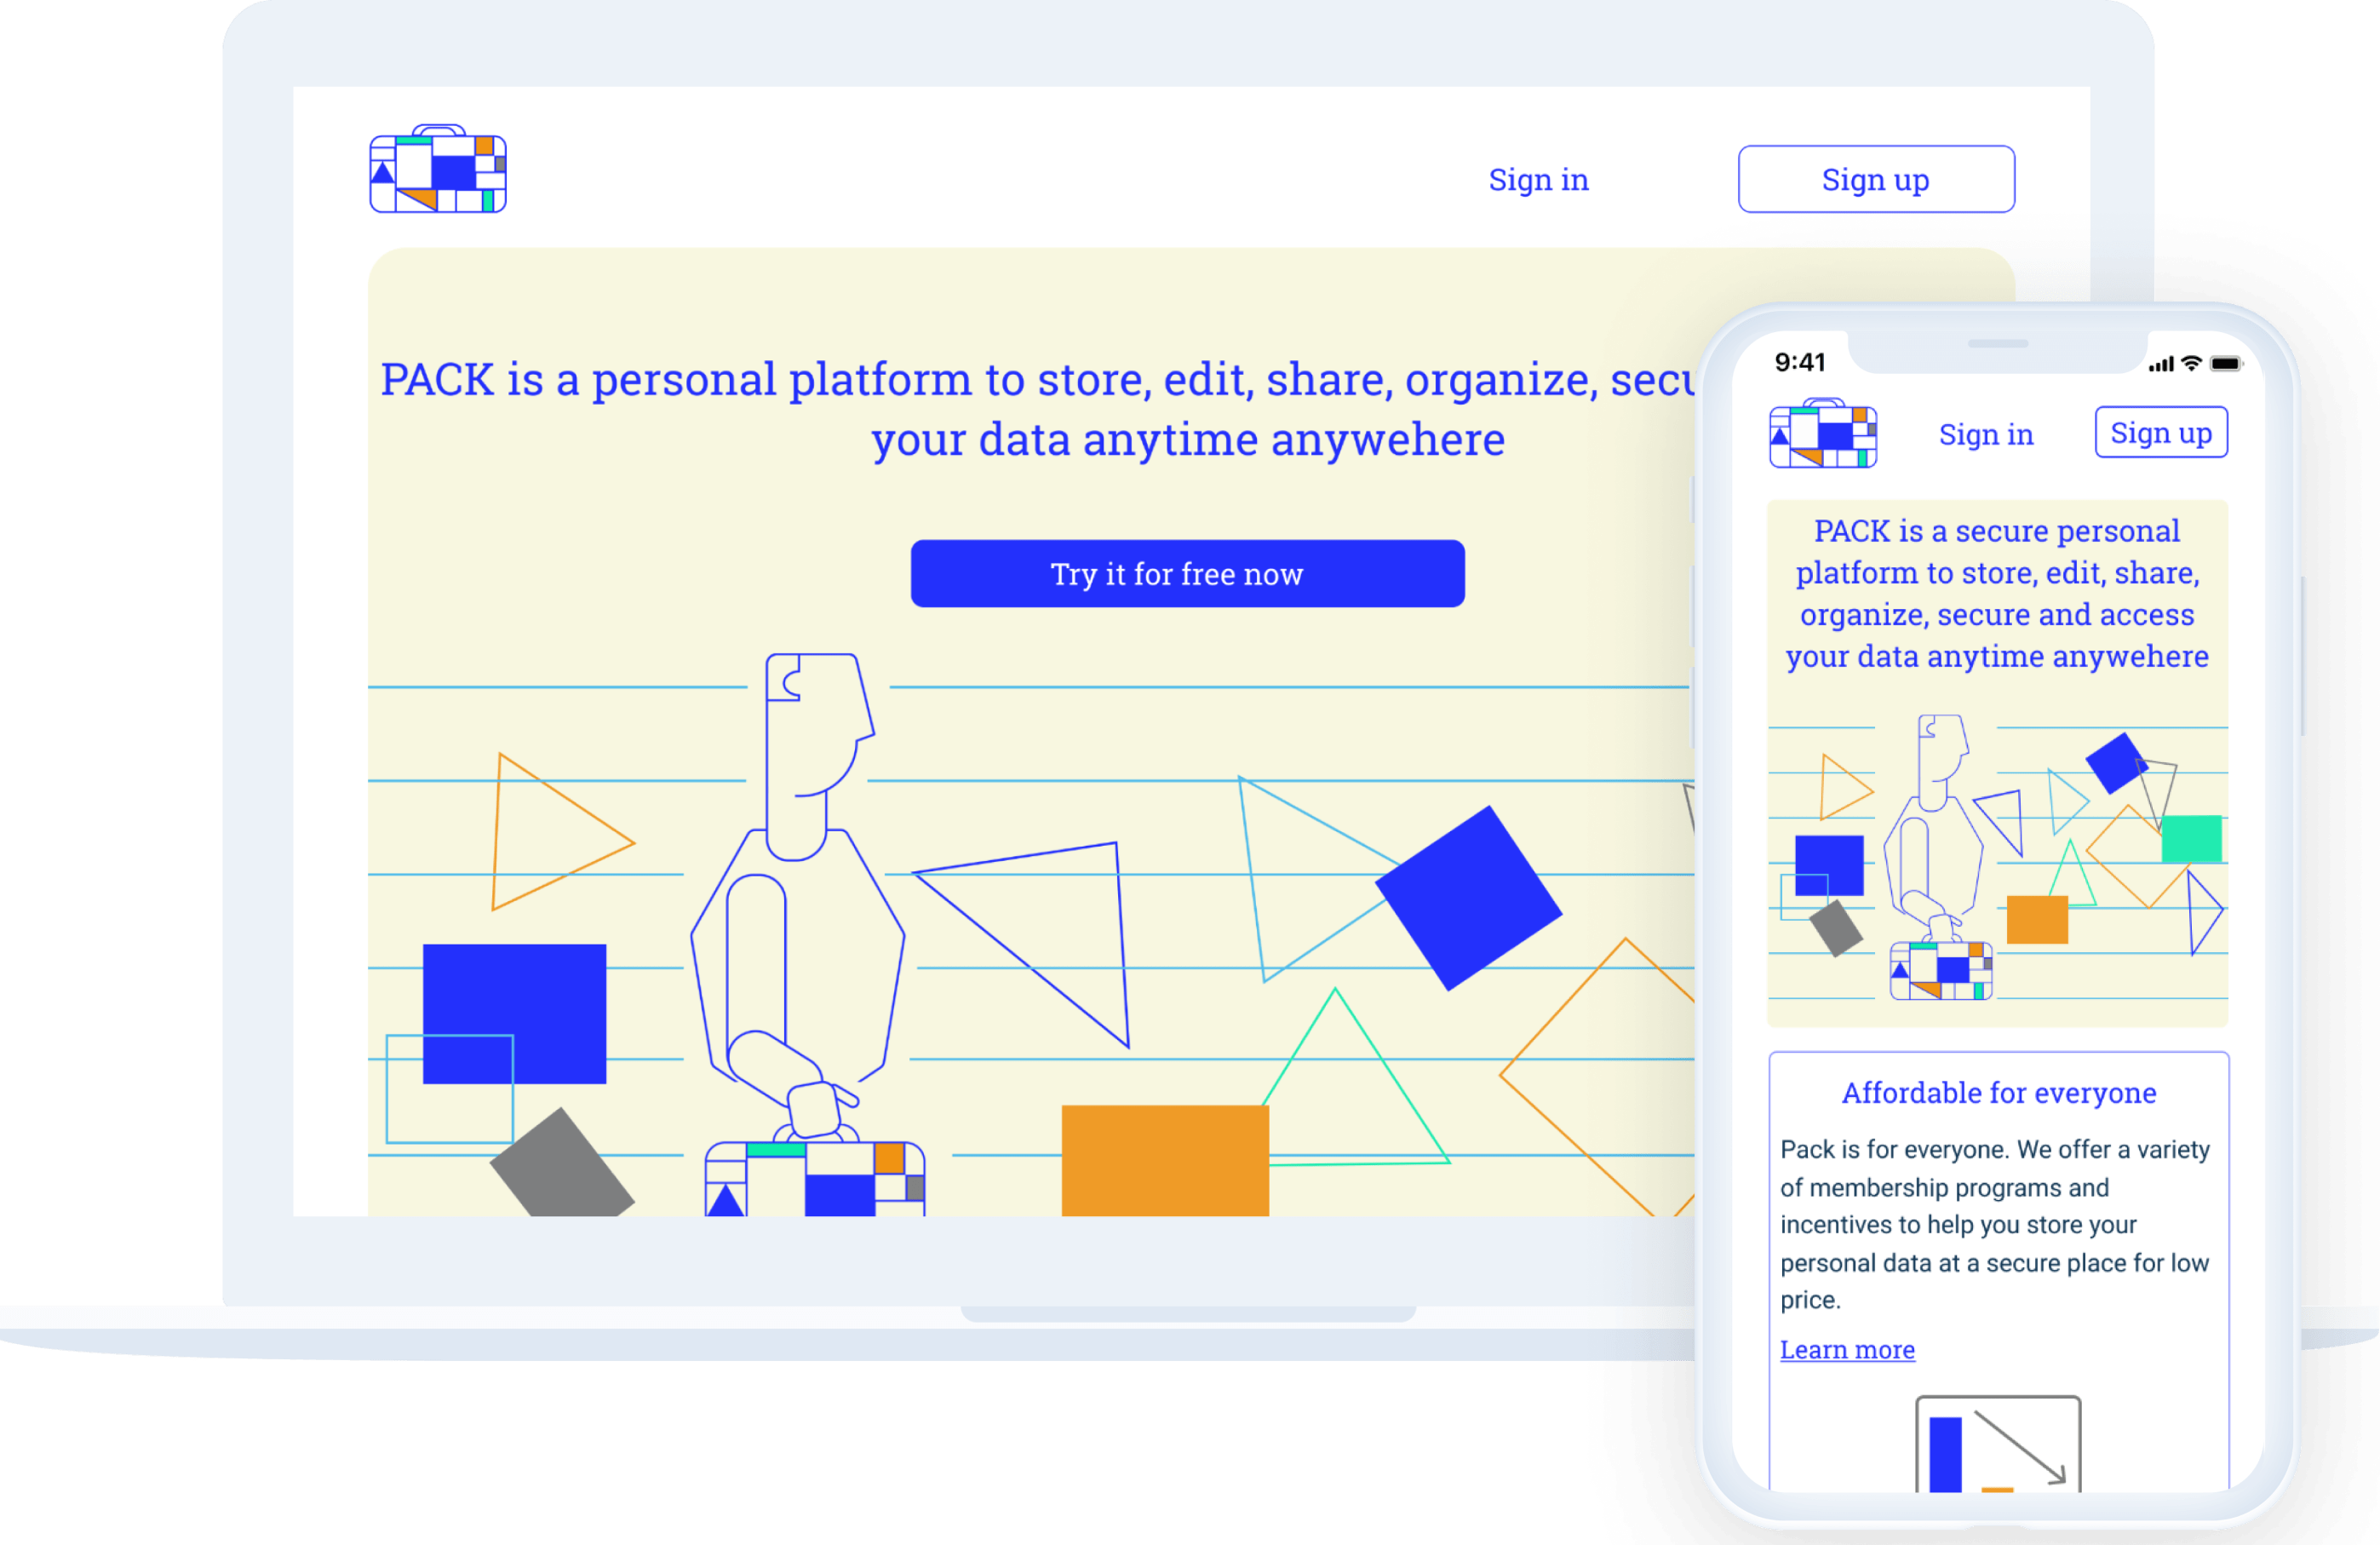 Sign in
Sign up
PACK is a personal platform to store, edit, share, organize,
your data anytime anywehere
Try it for free now
9:41
Sign in
Sign up
PACK is a secure personal
platform to store, edit, share,
organize, secure and access
your data anytime anywehere
Affordable for everyone
Pack is for everyone. We offer a variety
of membership programs and
incentives to help you store your
personal data at a secure place for low
price.
Learn more